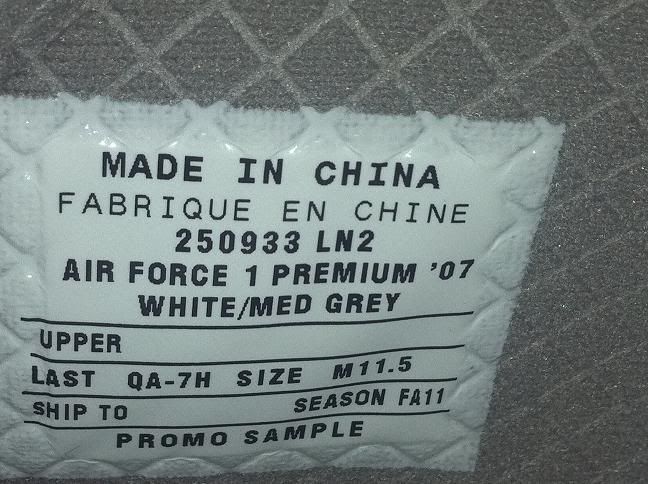 MADE IN CHINA
FABRIQUE EN CHINE
250933 LN2
AIR FORCE 1 PREMIUM '07
WHITE/MED GREY
UPPER
LAST QA-7H SIZE M11.5
SHIP TO SEASON FA11
PROMO SAMPLE